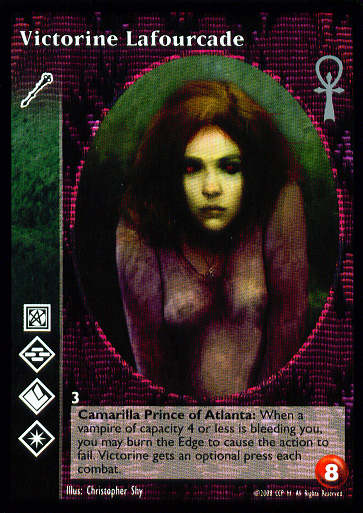 Victorine Lafourcade
3
Camarilla Prince of Atlanta: When a
vampire of capacity 4 or less is bleeding you,
you may burn the Edge to cause the action to
fail. Victorine gets an optional press each
combat.
8
Illus: Christopher Shy
©2008 CCP hf. All Rights Reserved